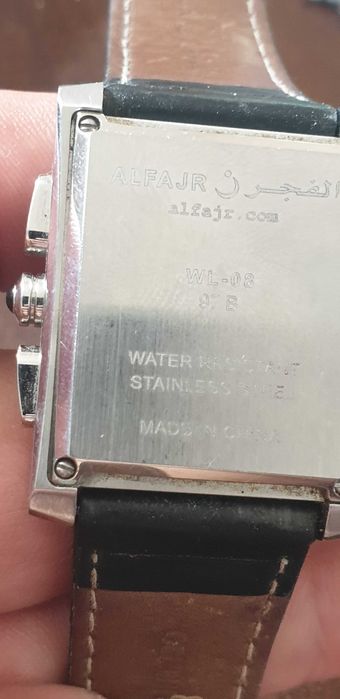 ALFAJR الفجر
alfajr.com
WL-08
WATER RESISTANT
STAINLESS STEEL
MADE IN CHINA